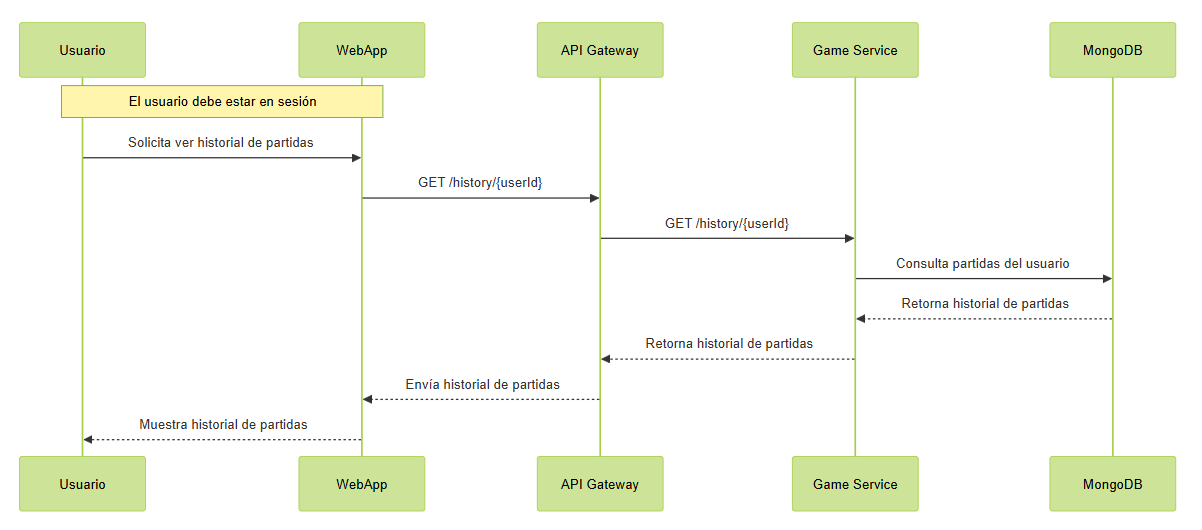 Usuario
WebApp
API Gateway
Game Service
MongoDB
El usuario debe estar en sesión
Solicita ver historial de partidas
GET /history/{userId}
GET /history/{userId}
Consulta partidas del usuario
Retorna historial de partidas
Retorna historial de partidas
Envía historial de partidas
Muestra historial de partidas
Usuario
WebApp
API Gateway
Game Service
MongoDB